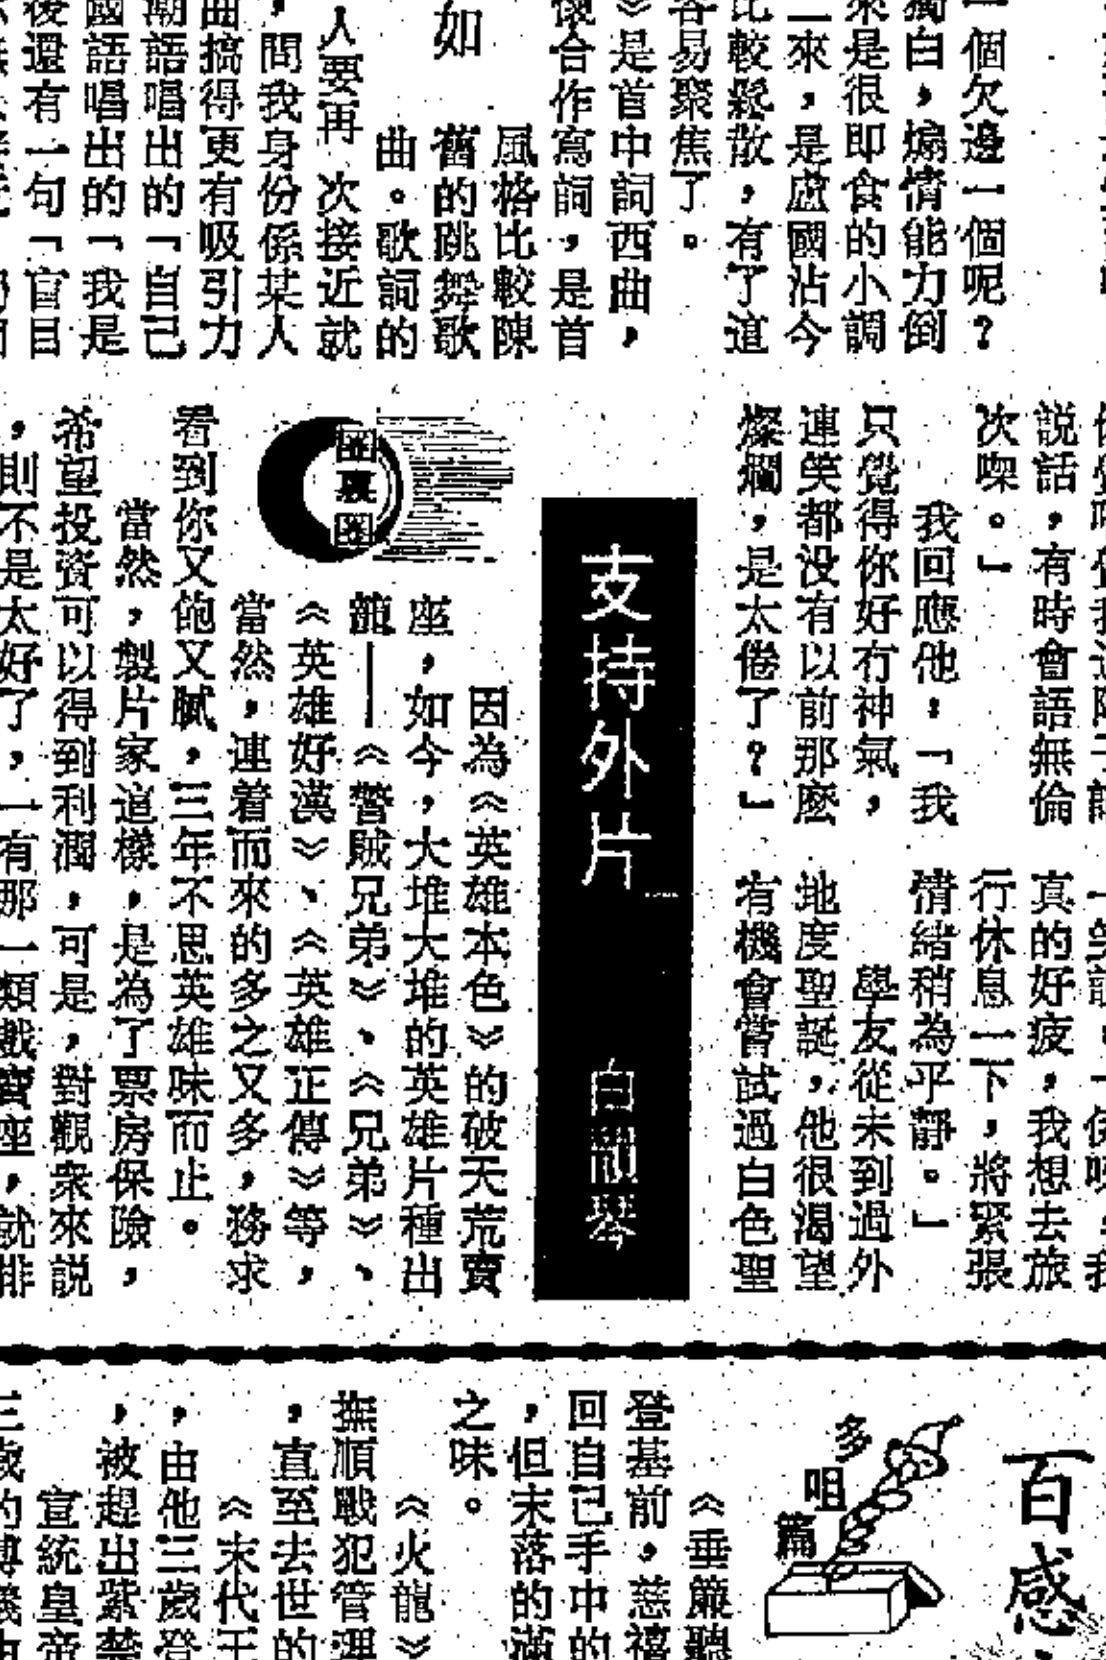 一個欠邊一個呢？
獨白，煽情能力倒
來是很即食的小調
一來，是盧國沾今
比較鬆散，有了這
容易聚焦了。
》是首中詞西曲，
懷合作寫詞，是首
如
風格比較陳
舊的跳舞歌
曲。歌詞的
人要再次接近就
，問我身份係某人
曲搞得更有吸引力
潮語唱出的「自己
國語唱出的「我是
後還有一句「盲目
説話，有時會語無倫
次㗎。」
我回應他，「我
只覺得你好冇神氣，
連笑都没有以前那麼
燦爛，是太倦了？」
真的好疲，我想去旅
行休息一下，將緊張
情緒稍為平靜。」
學友從未到過外
地度聖誕，他很渴望
有機會嘗試過白色聖
支持外片
白韻琴
圈裏圈
因為《英雄本色》的破天荒賣
座，如今，大堆大堆的英雄片種出
籠——《警賊兄弟》、《兄弟》、
《英雄好漢》、《英雄正傳》等，
當然，連着而來的多之又多，務求
看到你又飽又膩，三年不思英雄味而止。
當然，製片家這樣，是為了票房保險，
希望投資可以得到利潤，可是，對觀衆來説
，則不是太好了，一有那一類戲賣座，就排
百感
多咀篇
《垂簾聽
登基前，慈禧
回自己手中的
，但末落的滿
之味。
《火龍》
撫順戰犯管理
，直至去世的
《末代王
，由他三歲登
，被趕出紫禁
宣統皇帝